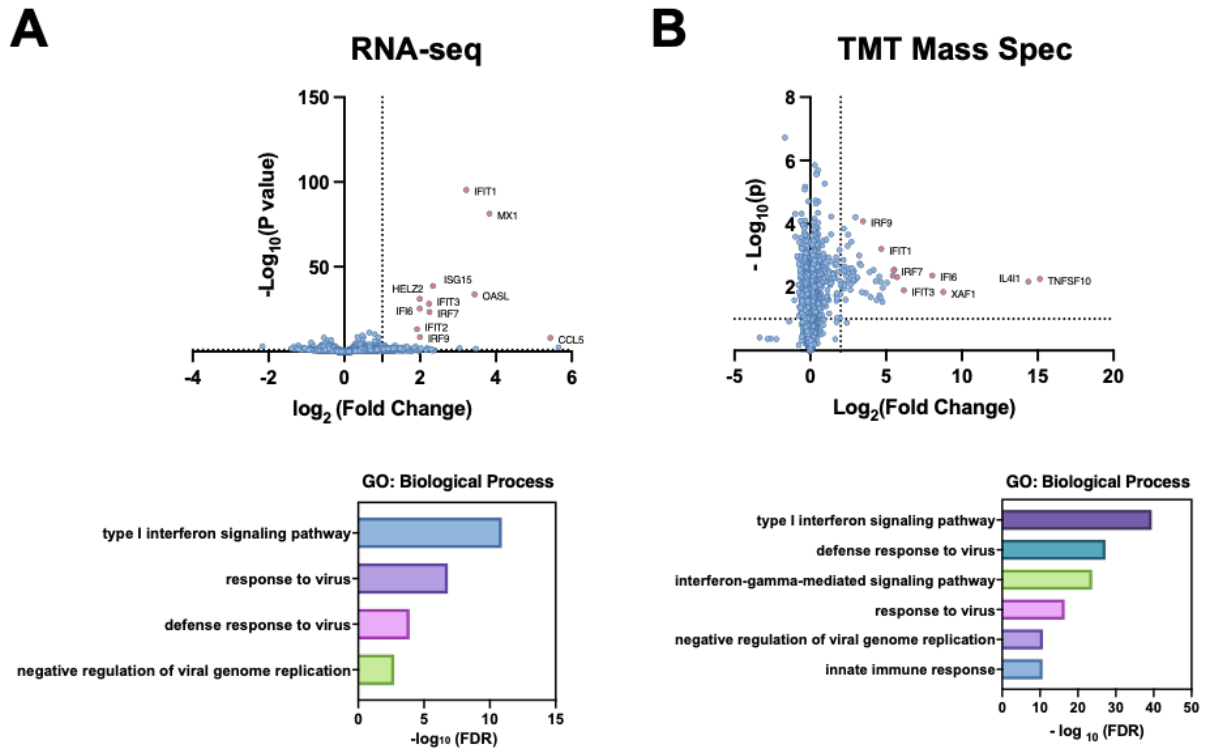 A
RNA-seq
150
100
50
-Log10(P value)
IFIT1
MX1
ISG15
HELZ2
OASL
IFIT3
IFI6
IRF7
IFIT2
IRF9
CCL5
-4 -2 0 2 4 6
log2 (Fold Change)
GO: Biological Process
type I interferon signaling pathway
response to virus
defense response to virus
negative regulation of viral genome replication
0 5 10 15
-log10 (FDR)
B
TMT Mass Spec
8
6
4
2
- Log10(p)
IRF9
IFIT1
IRF7
IFI6
IL4I1
TNFSF10
IFIT3
XAF1
-5 0 5 10 15 20
Log2(Fold Change)
GO: Biological Process
type I interferon signaling pathway
defense response to virus
interferon-gamma-mediated signaling pathway
response to virus
negative regulation of viral genome replication
innate immune response
0 10 20 30 40 50
- log 10 (FDR)